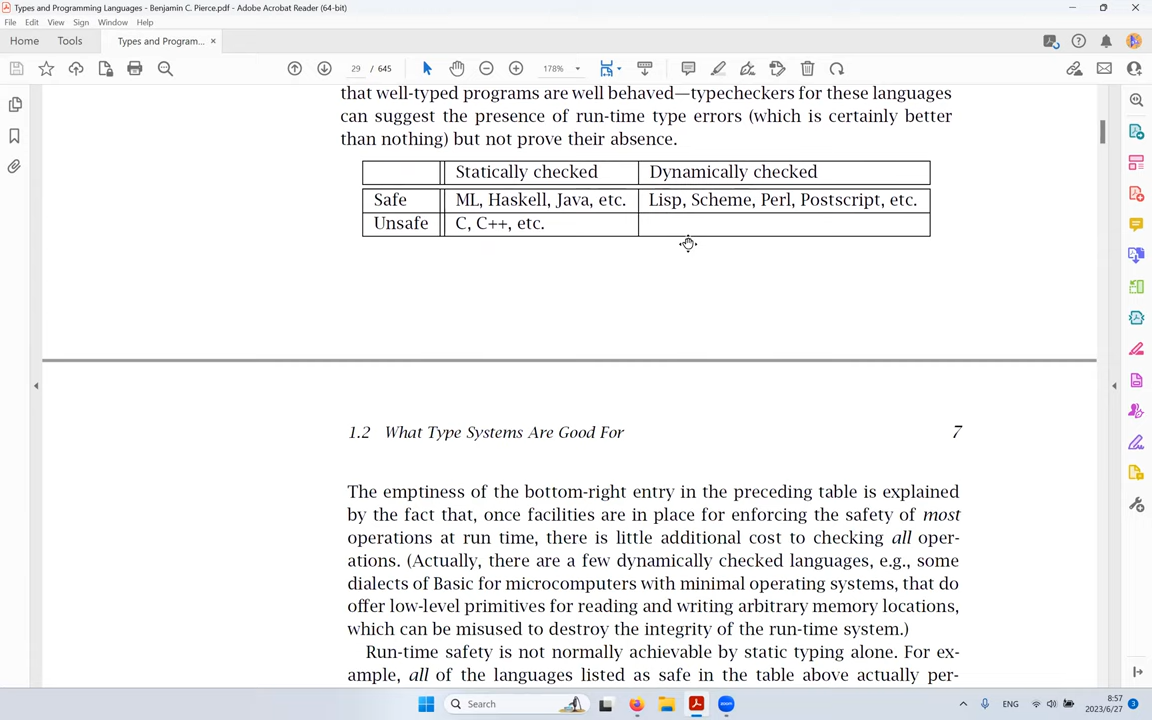 Types and Programming Languages - Benjamin C. Pierce.pdf - Adobe Acrobat Reader (64-bit)
File Edit View Sign Window Help
Home Tools Types and Program... ×
29 / 645 178%
that well-typed programs are well behaved—typecheckers for these languages
can suggest the presence of run-time type errors (which is certainly better
than nothing) but not prove their absence.
Statically checked Dynamically checked
Safe ML, Haskell, Java, etc. Lisp, Scheme, Perl, Postscript, etc.
Unsafe C, C++, etc.
1.2 What Type Systems Are Good For 7
The emptiness of the bottom-right entry in the preceding table is explained
by the fact that, once facilities are in place for enforcing the safety of most
operations at run time, there is little additional cost to checking all oper-
ations. (Actually, there are a few dynamically checked languages, e.g., some
dialects of Basic for microcomputers with minimal operating systems, that do
offer low-level primitives for reading and writing arbitrary memory locations,
which can be misused to destroy the integrity of the run-time system.)
Run-time safety is not normally achievable by static typing alone. For ex-
ample, all of the languages listed as safe in the table above actually per-
Search
zoom
ENG
8:57
2023/6/27
3